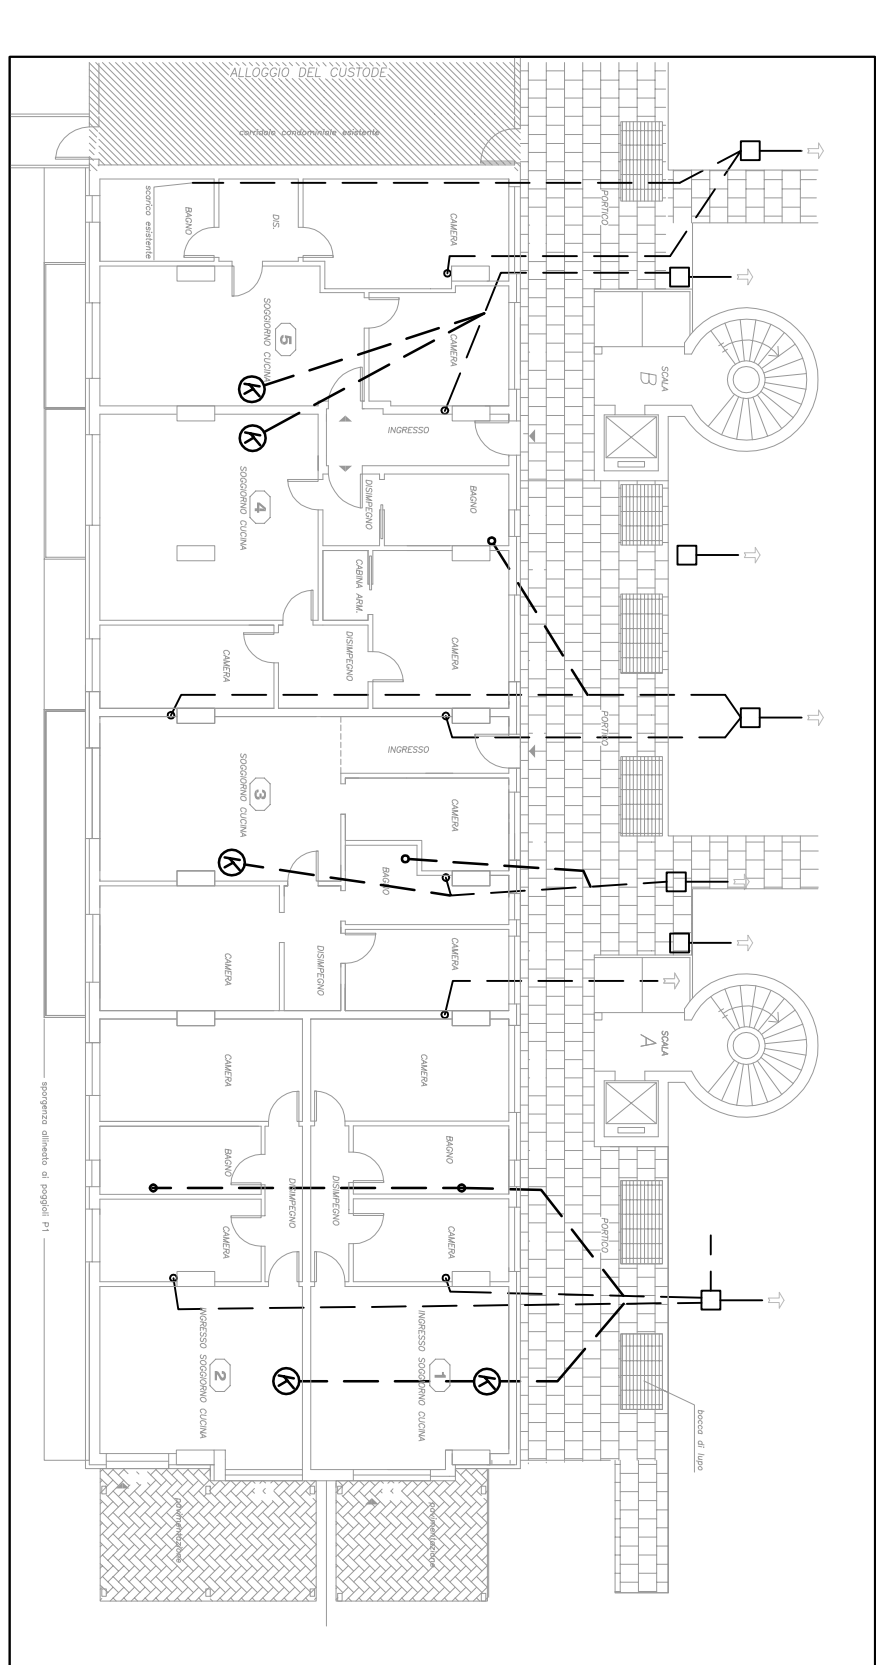 ALLOGGIO DEL CUSTODE
corridoio condominiale esistente
scarico esistente
BAGNO
DIS.
CAMERA
PORTICO
SOGGIORNO CUCINA
5
CAMERA
K
K
INGRESSO
SCALA
B
SOGGIORNO CUCINA
4
DISIMPEGNO
BAGNO
CABINA ARM.
CAMERA
DISIMPEGNO
CAMERA
PORTICO
INGRESSO
SOGGIORNO CUCINA
3
CAMERA
K
BAGNO
CAMERA
DISIMPEGNO
CAMERA
SCALA
A
CAMERA
CAMERA
sporgenza allineato ai poggioli P1
BAGNO
DISIMPEGNO
DISIMPEGNO
BAGNO
CAMERA
CAMERA
PORTICO
INGRESSO SOGGIORNO CUCINA
2
K
INGRESSO SOGGIORNO CUCINA
1
K
bocca di lupo
pavimentazione
pavimentazione